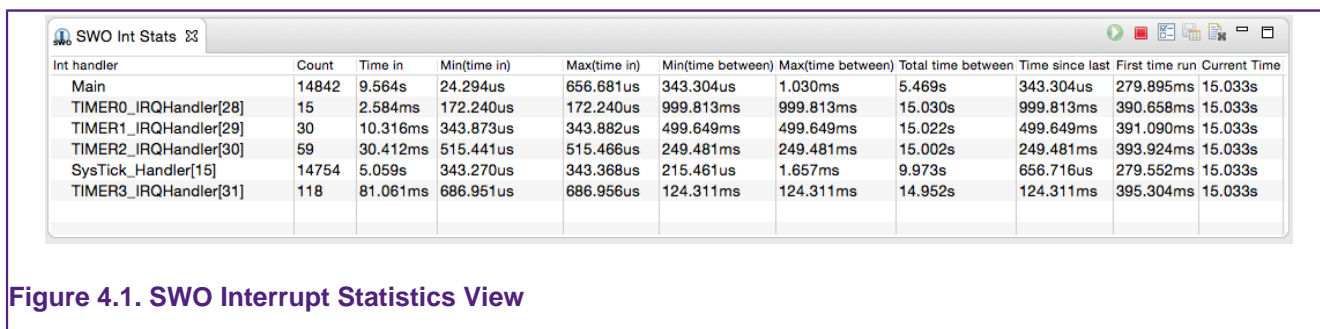 SWO SWO Int Stats
Int handler Count Time in Min(time in) Max(time in) Min(time between) Max(time between) Total time between Time since last First time run Current Time
Main 14842 9.564s 24.294us 656.681us 343.304us 1.030ms 5.469s 343.304us 279.895ms 15.033s
TIMER0_IRQHandler[28] 15 2.584ms 172.240us 172.240us 999.813ms 999.813ms 15.030s 999.813ms 390.658ms 15.033s
TIMER1_IRQHandler[29] 30 10.316ms 343.873us 343.882us 499.649ms 499.649ms 15.022s 499.649ms 391.090ms 15.033s
TIMER2_IRQHandler[30] 59 30.412ms 515.441us 515.466us 249.481ms 249.481ms 15.002s 249.481ms 393.924ms 15.033s
SysTick_Handler[15] 14754 5.059s 343.270us 343.368us 215.461us 1.657ms 9.973s 656.716us 279.552ms 15.033s
TIMER3_IRQHandler[31] 118 81.061ms 686.951us 686.956us 124.311ms 124.311ms 14.952s 124.311ms 395.304ms 15.033s
Figure 4.1. SWO Interrupt Statistics View